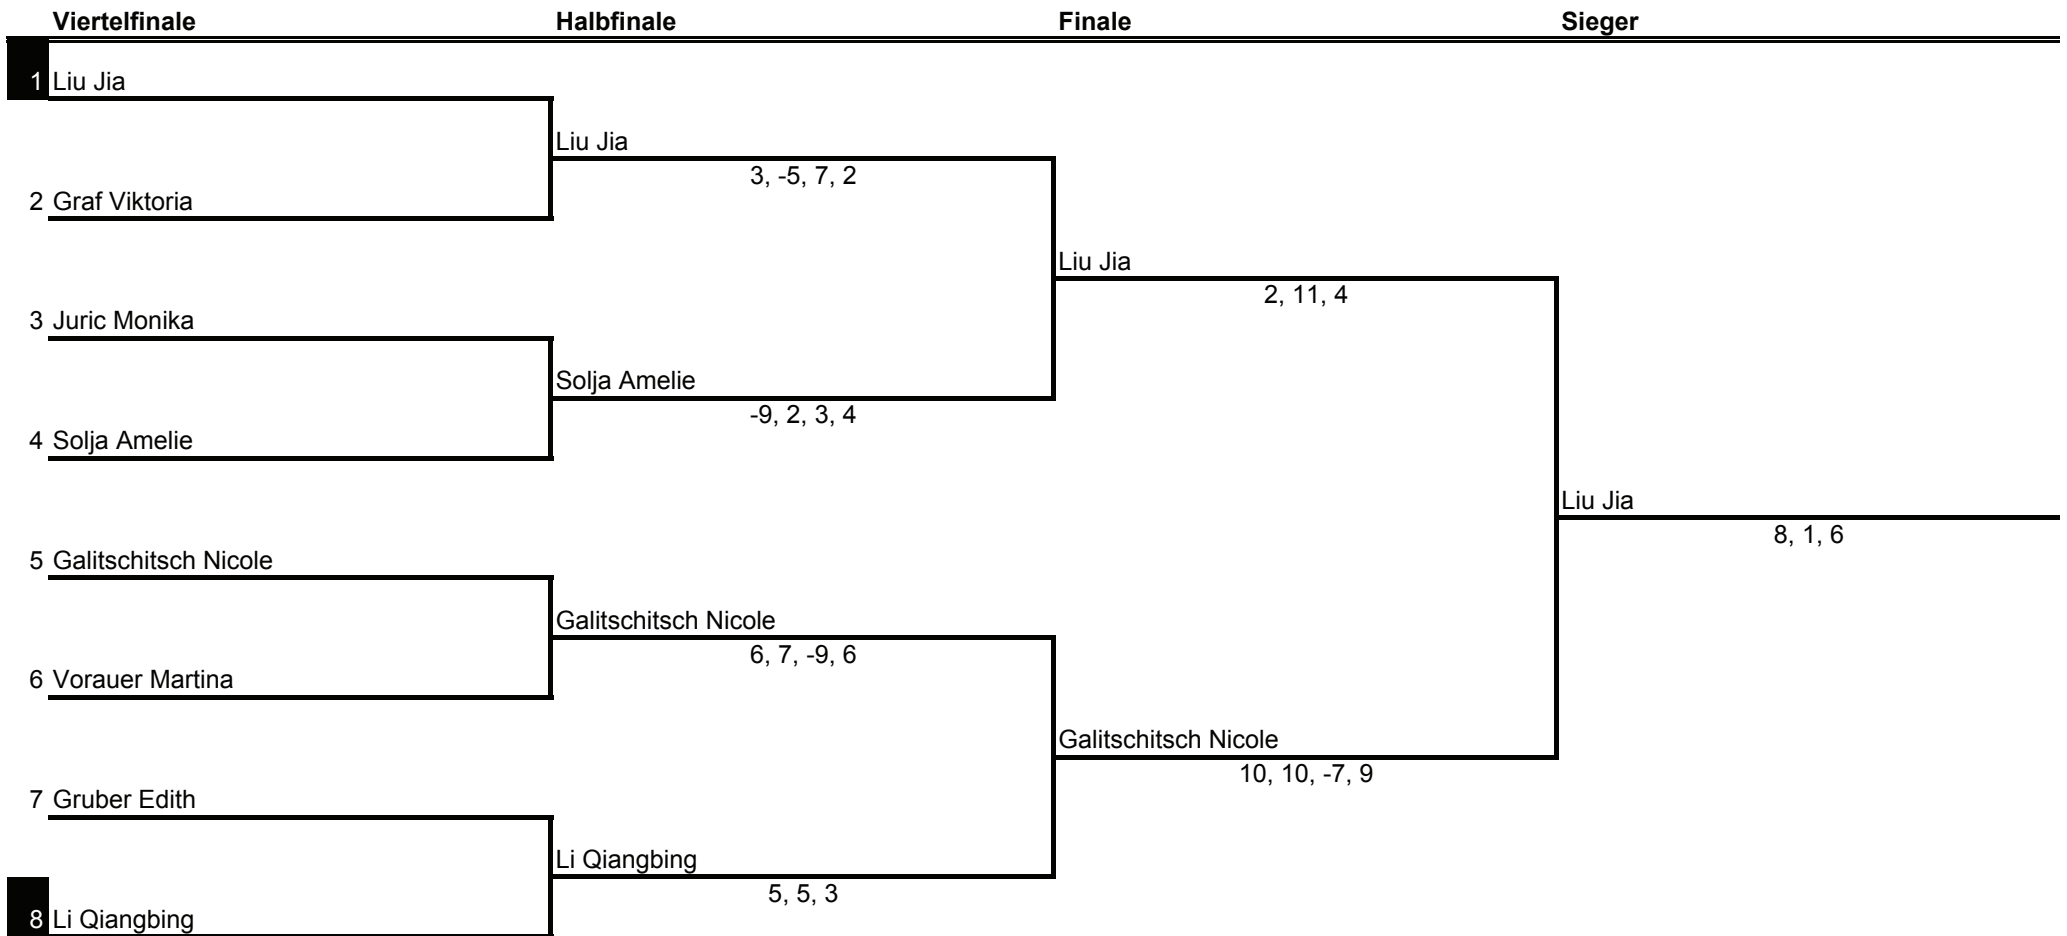 Viertelfinale Halbfinale Finale Sieger
1 Liu Jia
Liu Jia
3, -5, 7, 2
2 Graf Viktoria
Liu Jia
2, 11, 4
3 Juric Monika
Solja Amelie
-9, 2, 3, 4
4 Solja Amelie
Liu Jia
8, 1, 6
5 Galitschitsch Nicole
Galitschitsch Nicole
6, 7, -9, 6
6 Vorauer Martina
Galitschitsch Nicole
10, 10, -7, 9
7 Gruber Edith
Li Qiangbing
5, 5, 3
8 Li Qiangbing